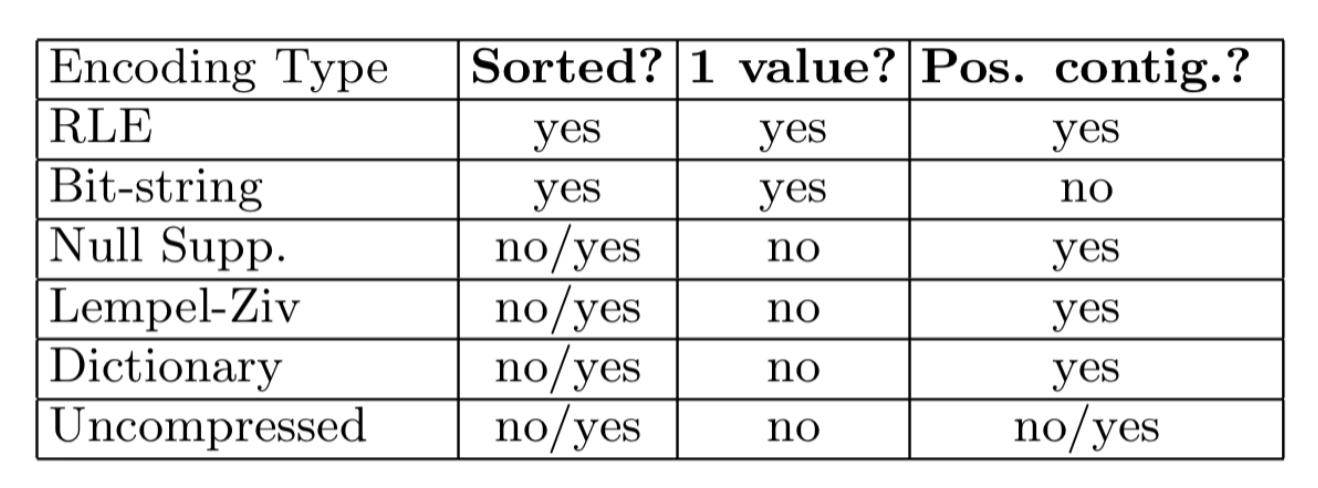 Encoding Type Sorted? 1 value? Pos. contig.?
RLE yes yes yes
Bit-string yes yes no
Null Supp. no/yes no yes
Lempel-Ziv no/yes no yes
Dictionary no/yes no yes
Uncompressed no/yes no no/yes